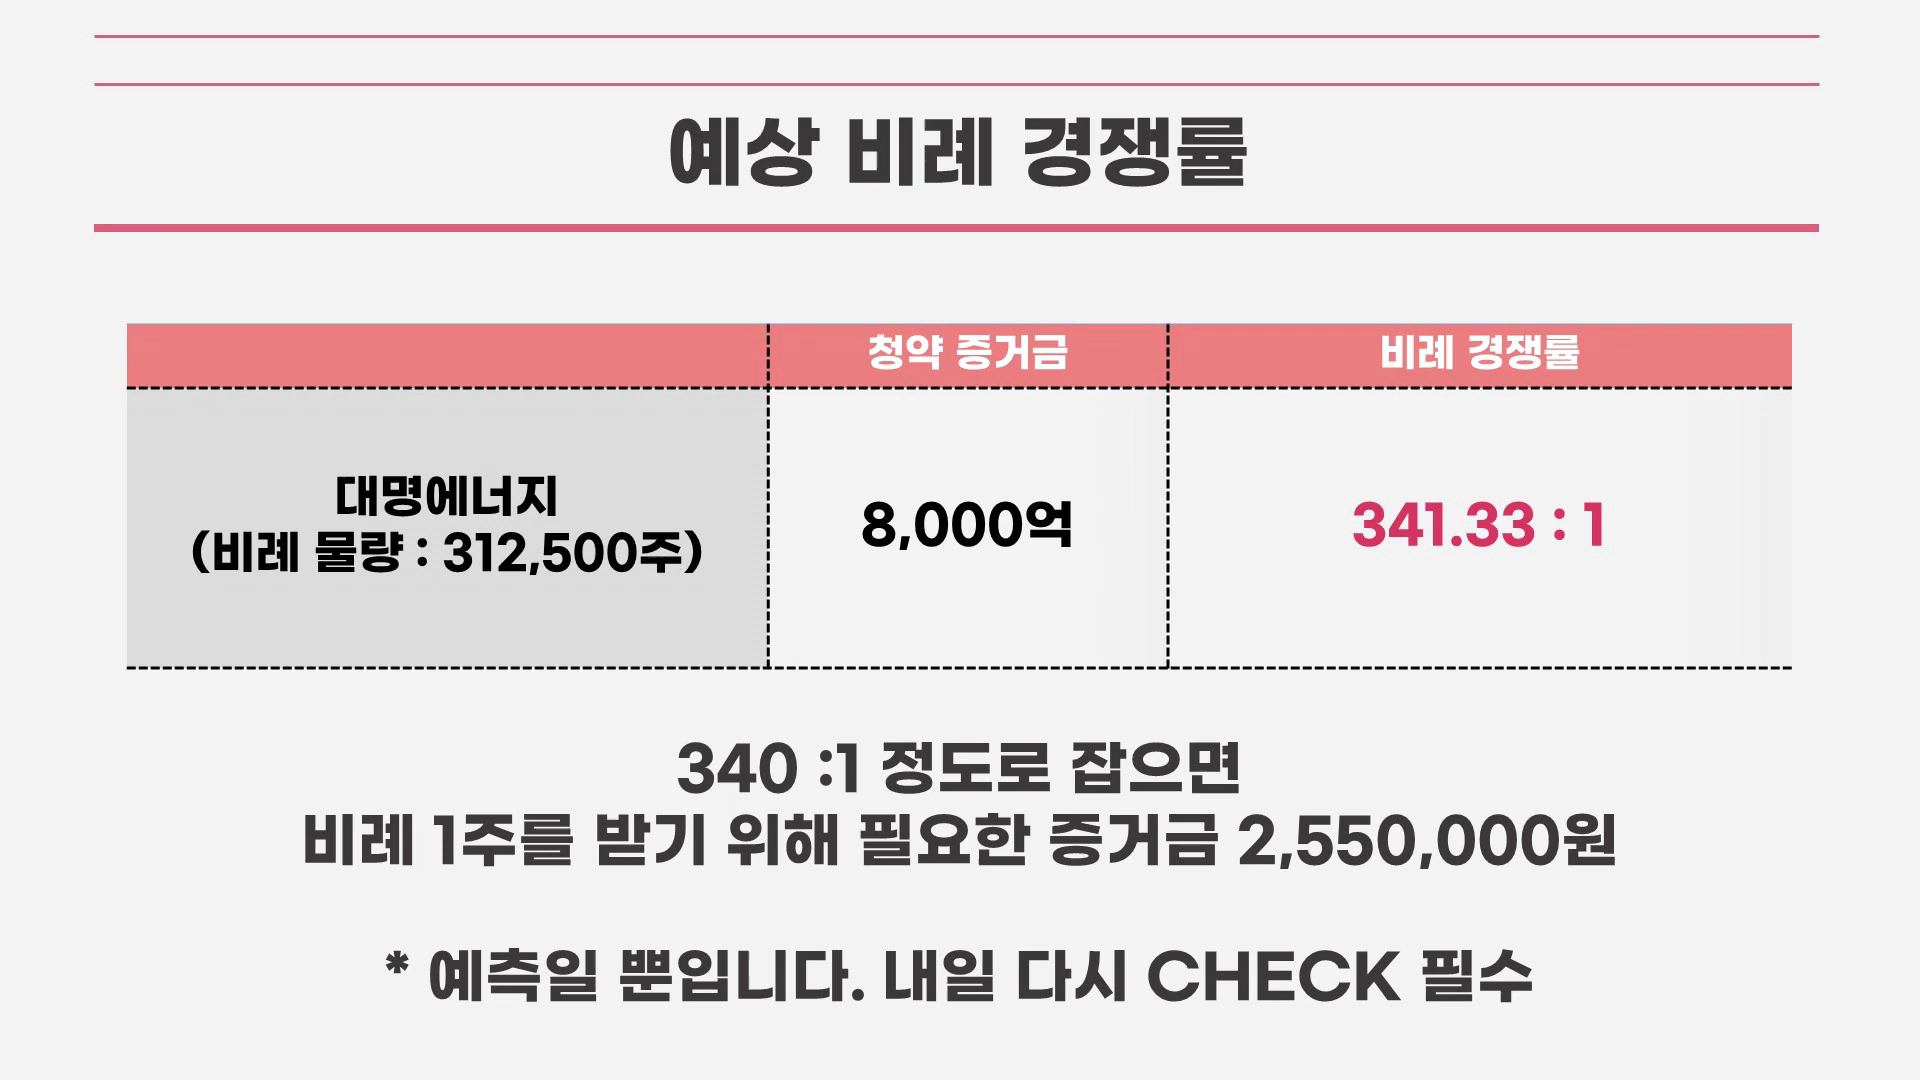 예상 비례 경쟁률
청약 증거금
비례 경쟁률
대명에너지
(비례 물량 : 312,500주)
8,000억
341.33 : 1
340 :1 정도로 잡으면
비례 1주를 받기 위해 필요한 증거금 2,550,000원
* 예측일 뿐입니다. 내일 다시 CHECK 필수